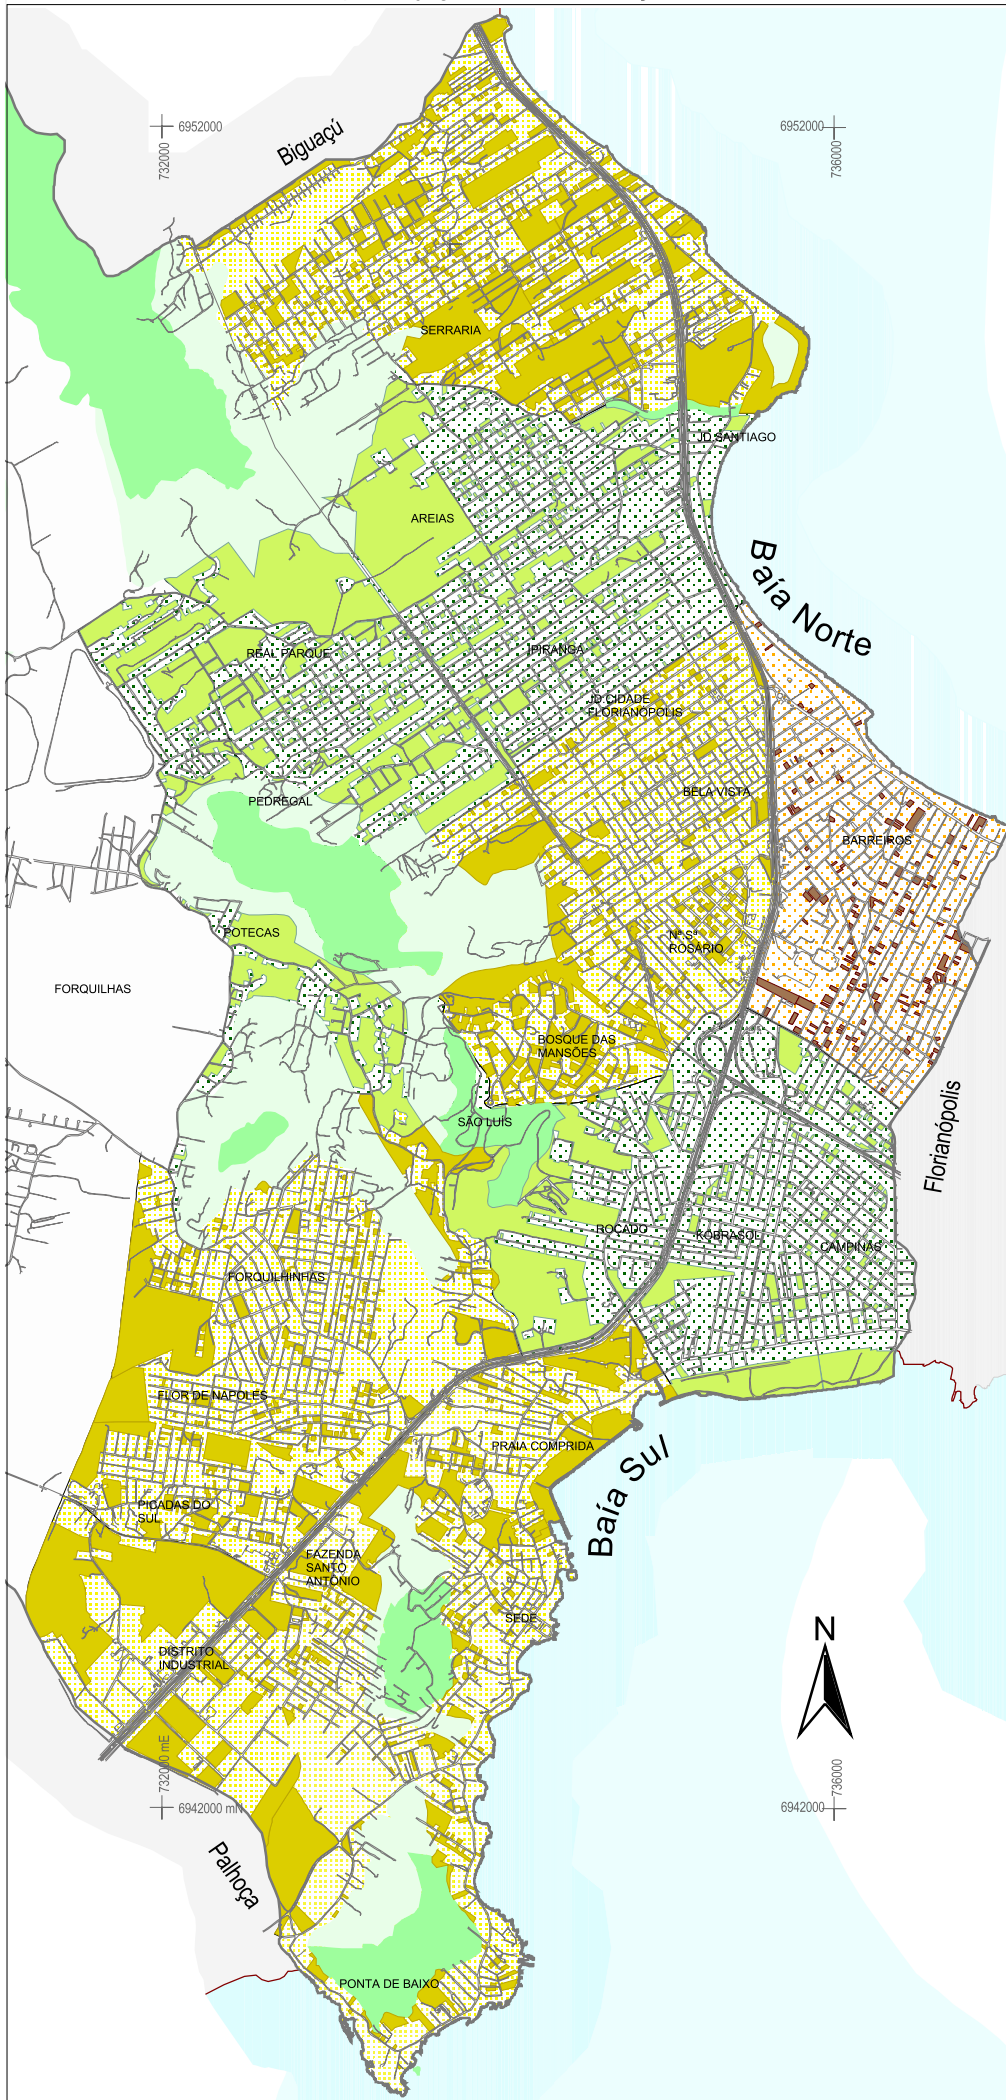 6952000
732000
Biguaçú
6952000
736000
SERRARIA
JD.SANTIAGO
AREIAS
Baía Norte
REAL PARQUE
IPIRANGA
JD.CIDADE
FLORIANÓPOLIS
PEDREGAL
BELA VISTA
BARREIROS
POTECAS
Nª Sª
ROSÁRIO
FORQUILHAS
BOSQUE DAS
MANSÕES
SÃO LUIS
Florianópolis
ROÇADO
KOBRASOL
CAMPINAS
FORQUILHINHAS
FLOR DE NAPOLES
PRAIA COMPRIDA
Baía Sul
PICADAS DO
SUL
FAZENDA
SANTO
ANTÔNIO
SEDE
N
DISTRITO
INDUSTRIAL
732000 mE
6942000 mN
736000
6942000
Palhoça
PONTA DE BAIXO